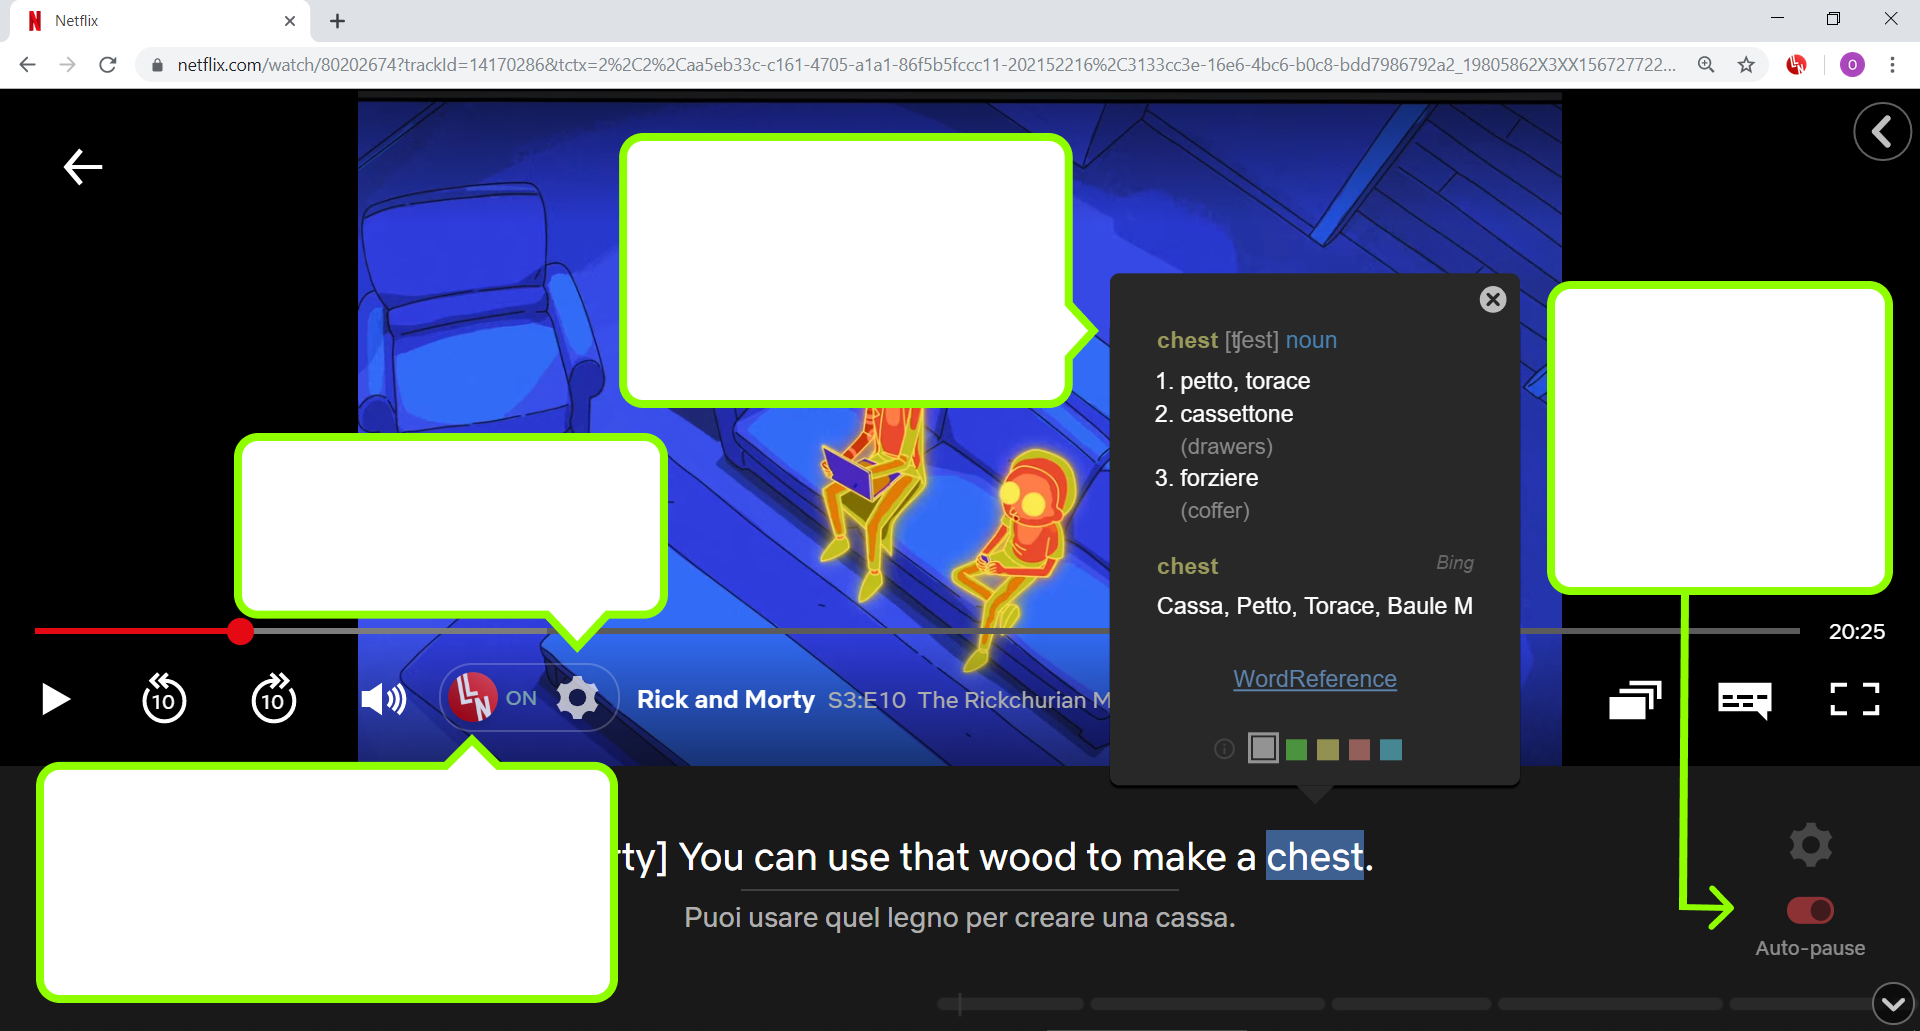 Netflix
netflix.com/watch/80202674?trackId=14170286&tctx=2%2C2%2Caa5eb33c-c161-4705-a1a1-86f5b5fccc11-202152216%2C3133cc3e-16e6-4bc6-b0c8-bdd7986792a2_19805862X3XX156727722...
LLN
O
chest [tʃest] noun
1. petto, torace
2. cassettone
(drawers)
3. forziere
(coffer)
chest Bing
Cassa, Petto, Torace, Baule M
WordReference
20:25
10
10
LLN ON
Rick and Morty S3:E10 The Rickchurian M
ty] You can use that wood to make a chest.
Puoi usare quel legno per creare una cassa.
Auto-pause